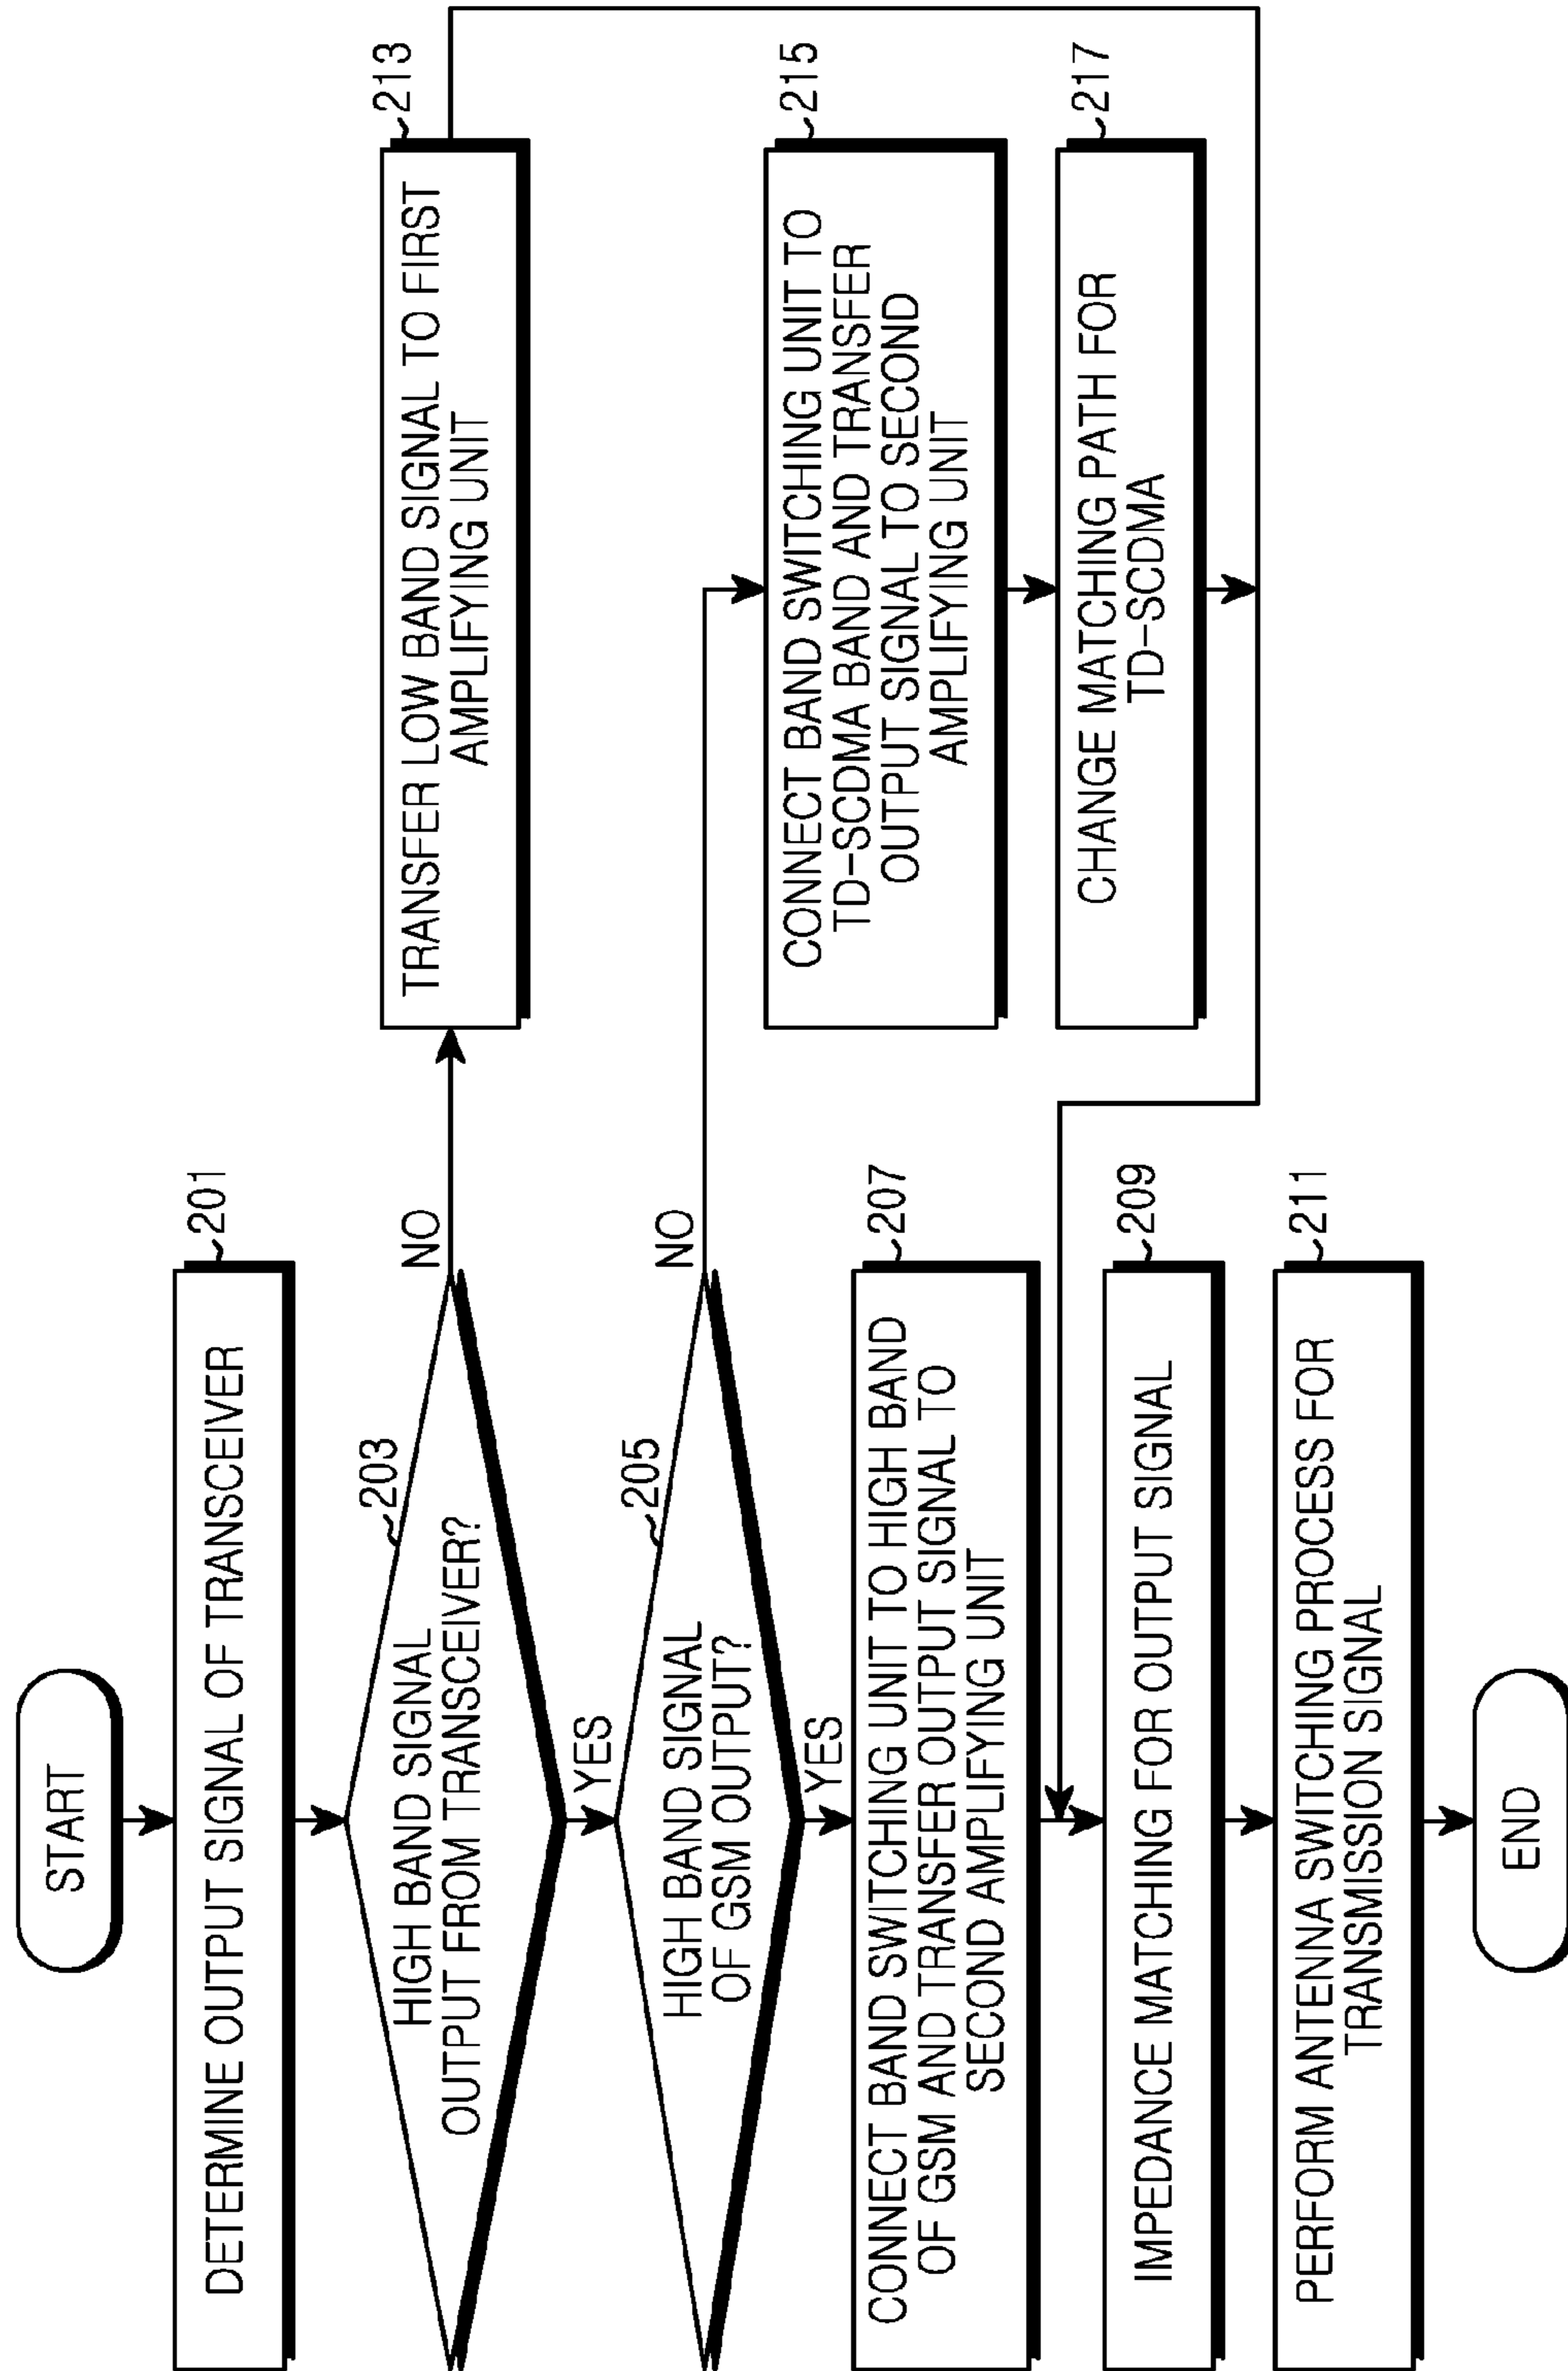 START
DETERMINE OUTPUT SIGNAL OF TRANSCEIVER
201
HIGH BAND SIGNAL
OUTPUT FROM TRANSCEIVER?
203
NO
YES
TRANSFER LOW BAND SIGNAL TO FIRST
AMPLIFYING UNIT
213
HIGH BAND SIGNAL
OF GSM OUTPUT?
205
NO
YES
CONNECT BAND SWITCHING UNIT TO
TD-SCDMA BAND AND TRANSFER
OUTPUT SIGNAL TO SECOND
AMPLIFYING UNIT
215
CONNECT BAND SWITCHING UNIT TO HIGH BAND
OF GSM AND TRANSFER OUTPUT SIGNAL TO
SECOND AMPLIFYING UNIT
207
CHANGE MATCHING PATH FOR
TD-SCDMA
217
IMPEDANCE MATCHING FOR OUTPUT SIGNAL
209
PERFORM ANTENNA SWITCHING PROCESS FOR
TRANSMISSION SIGNAL
211
END